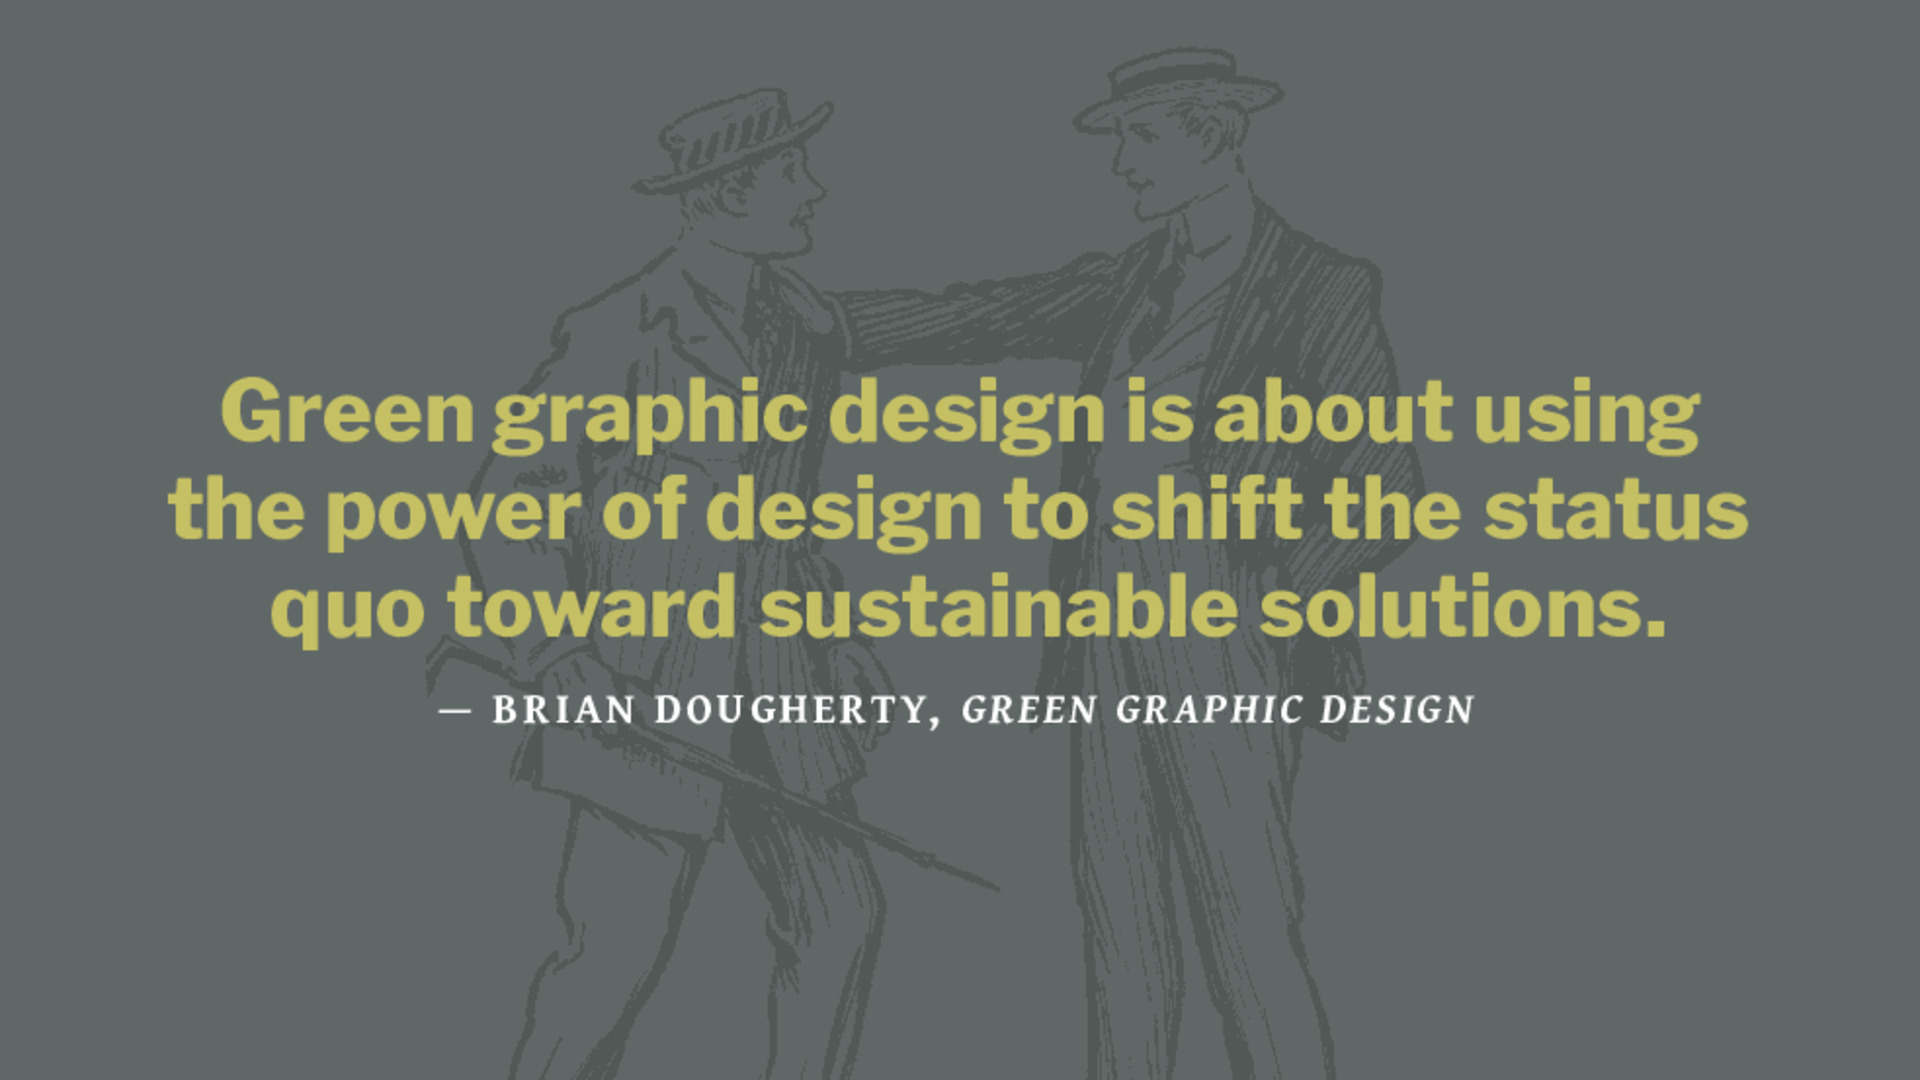 Green graphic design is about using
the power of design to shift the status
quo toward sustainable solutions.
— BRIAN DOUGHERTY, GREEN GRAPHIC DESIGN